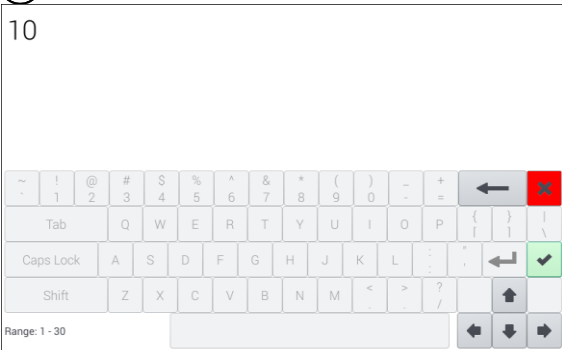 10
~ ! @ # $ % ^ & * ( ) _ +
` 1 2 3 4 5 6 7 8 9 0 - =
Tab Q W E R T Y U I O P { } |
[ ] \
Caps Lock A S D F G H J K L : "
; '
Shift Z X C V B N M < > ?
, . /
Range: 1 - 30